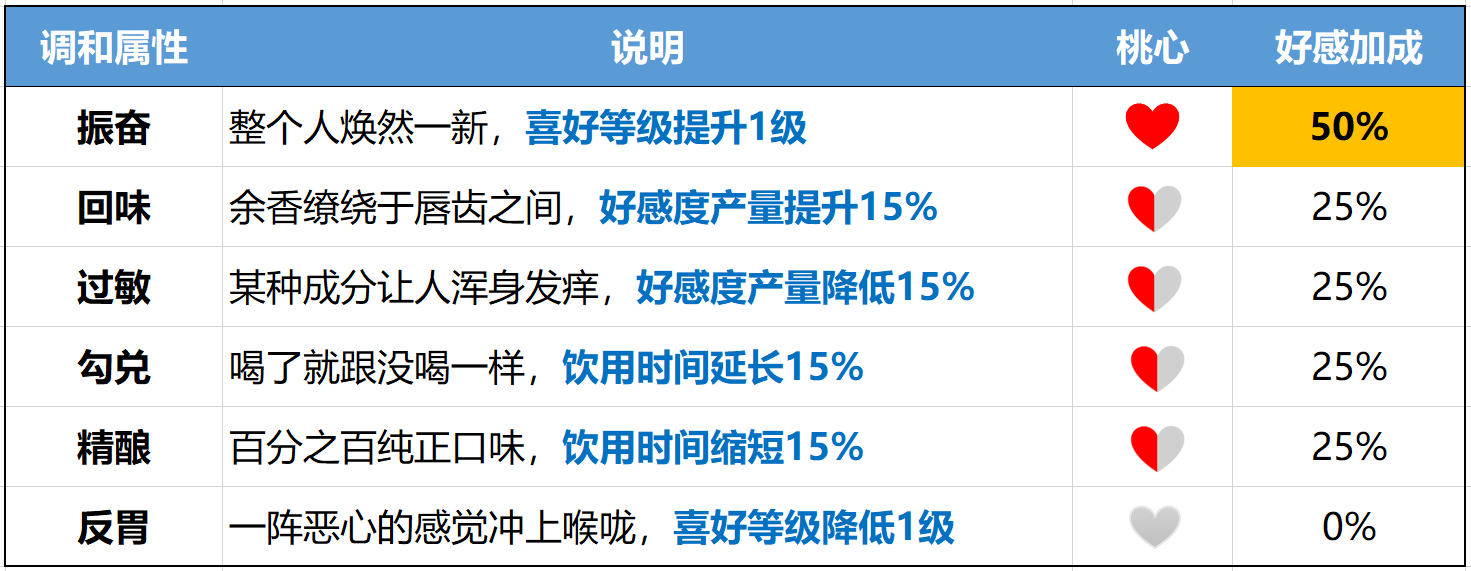 调和属性 说明 桃心 好感加成
振奋 整个人焕然一新，喜好等级提升1级 50%
回味 余香缭绕于唇齿之间，好感度产量提升15% 25%
过敏 某种成分让人浑身发痒，好感度产量降低15% 25%
勾兑 喝了就跟没喝一样，饮用时间延长15% 25%
精酿 百分之百纯正口味，饮用时间缩短15% 25%
反胃 一阵恶心的感觉冲上喉咙，喜好等级降低1级 0%